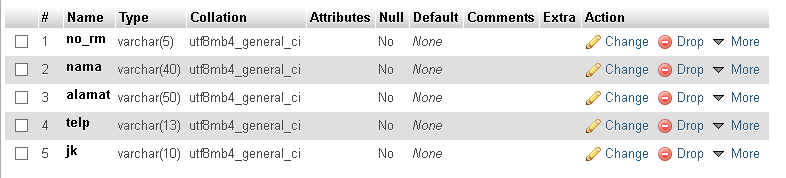 # Name Type Collation Attributes Null Default Comments Extra Action
1 no_rm varchar(5) utf8mb4_general_ci No None Change Drop More
2 nama varchar(40) utf8mb4_general_ci No None Change Drop More
3 alamat varchar(50) utf8mb4_general_ci No None Change Drop More
4 telp varchar(13) utf8mb4_general_ci No None Change Drop More
5 jk varchar(10) utf8mb4_general_ci No None Change Drop More